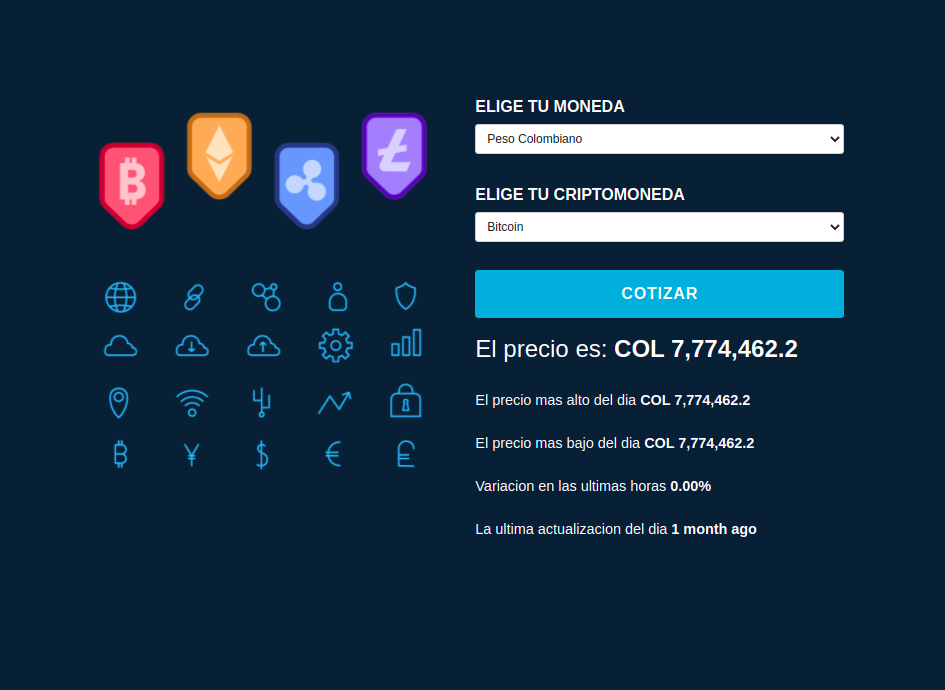 ELIGE TU MONEDA
Peso Colombiano
ELIGE TU CRIPTOMONEDA
Bitcoin
COTIZAR
El precio es: COL 7,774,462.2
El precio mas alto del dia COL 7,774,462.2
El precio mas bajo del dia COL 7,774,462.2
Variacion en las ultimas horas 0.00%
La ultima actualizacion del dia 1 month ago